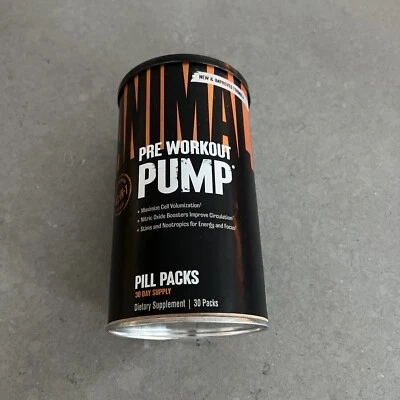 NIMAL
NEW & IMPROVED
PRE WORKOUT
PUMP
• Maximize Cell Volumization†
• Nitric Oxide Boosters Improve Circulation†
• Stims and Nootropics for Energy and Focus†
PILL PACKS
30 DAY SUPPLY
Dietary Supplement | 30 Packs